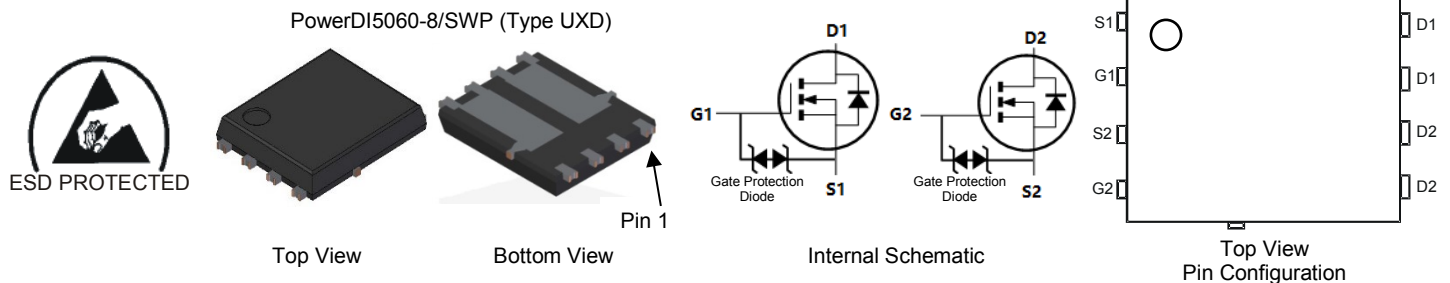 PowerDI5060-8/SWP (Type UXD)
ESD PROTECTED
Pin 1
Top View
Bottom View
D1
G1
Gate Protection
Diode
S1
D2
G2
Gate Protection
Diode
S2
Internal Schematic
S1
D1
G1
D1
S2
D2
G2
D2
Top View
Pin Configuration